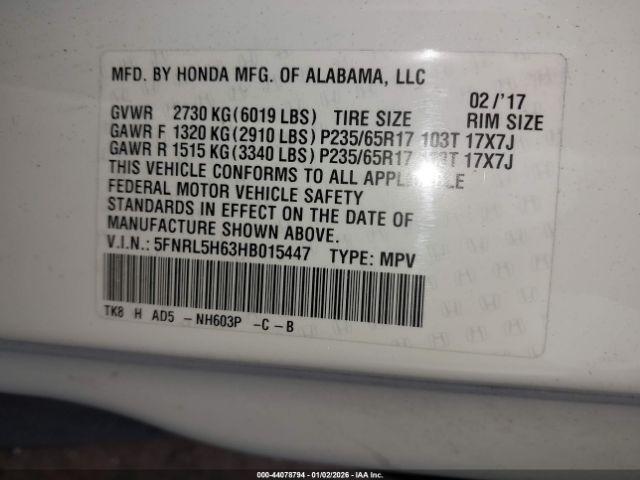 MFD. BY HONDA MFG. OF ALABAMA, LLC
02/'17
GVWR 2730 KG(6019 LBS) TIRE SIZE RIM SIZE
GAWR F 1320 KG(2910 LBS) P235/65R17 103T 17X7J
GAWR R 1515 KG(3340 LBS) P235/65R17 103T 17X7J
THIS VEHICLE CONFORMS TO ALL APPLICABLE
FEDERAL MOTOR VEHICLE SAFETY
STANDARDS IN EFFECT ON THE DATE OF
MANUFACTURE SHOWN ABOVE.
V.I.N.: 5FNRL5H63HB015447 TYPE: MPV
TK8 H AD5 -NH603P -C-B
000-44078794 - 01/02/2026 - IAA Inc.